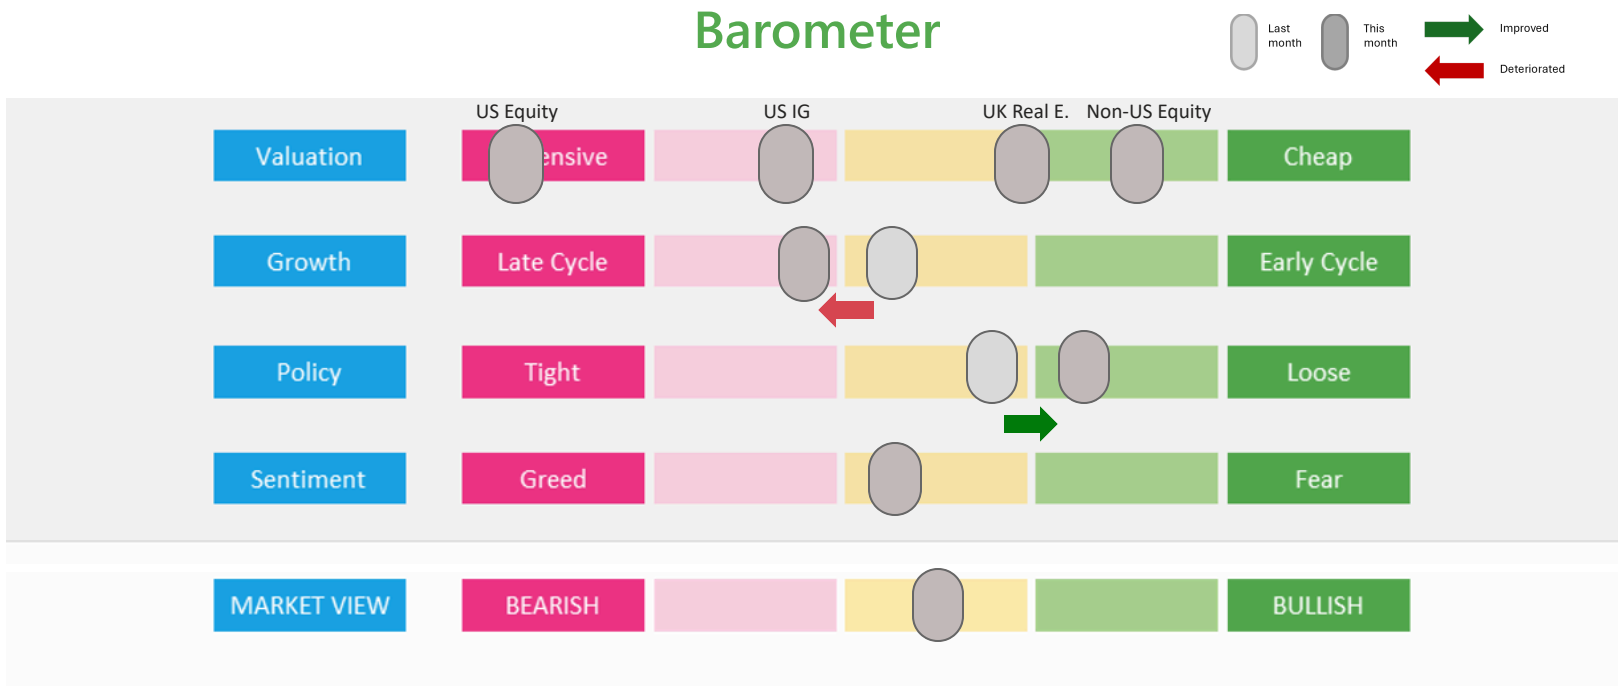 Barometer
Last
month
This
month
Improved
Deteriorated
US Equity
US IG
UK Real E.
Non-US Equity
Valuation
ensive
Cheap
Growth
Late Cycle
Early Cycle
Policy
Tight
Loose
Sentiment
Greed
Fear
MARKET VIEW
BEARISH
BULLISH